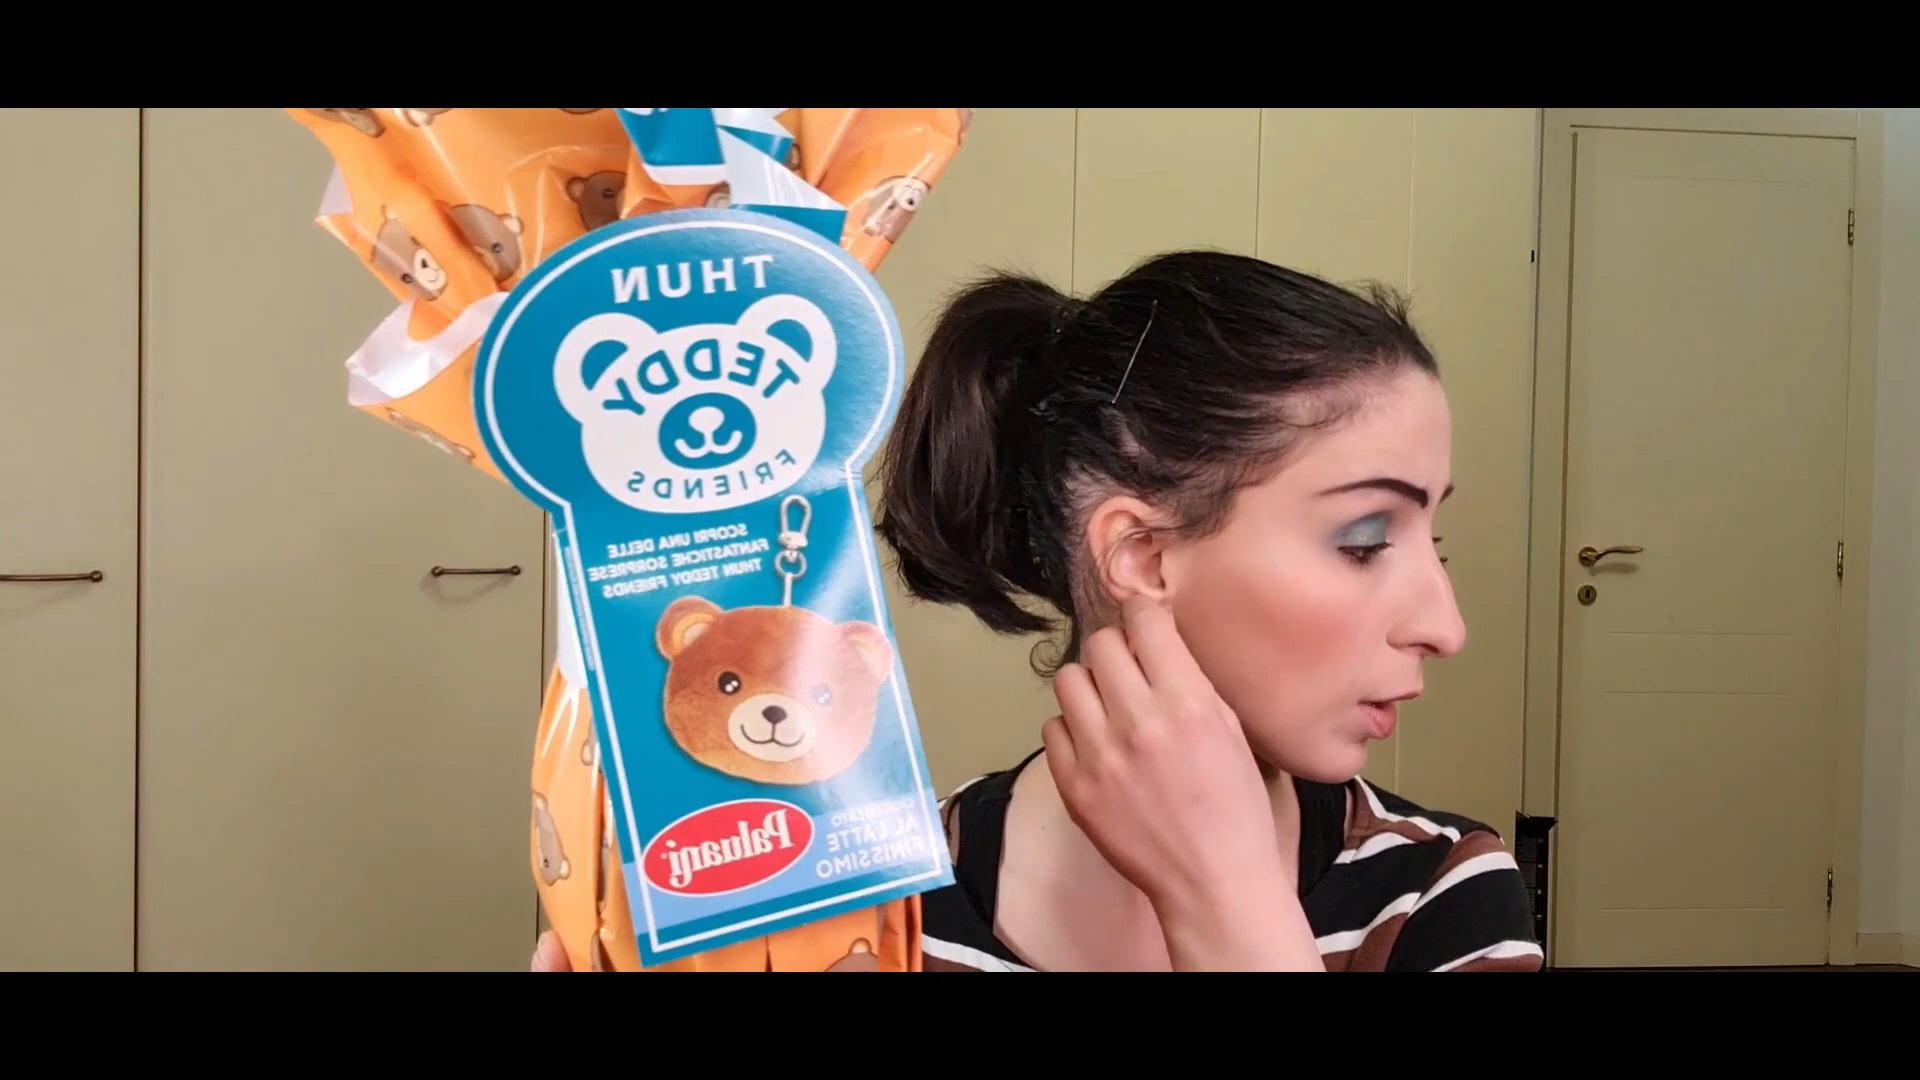 THUN
TEDDY
FRIENDS
SCOPRI UNA DELLE
FANTASTICHE SORPRESE
THUN TEDDY FRIENDS
Paluani
CIOCCOLATO
AL LATTE
FINISSIMO